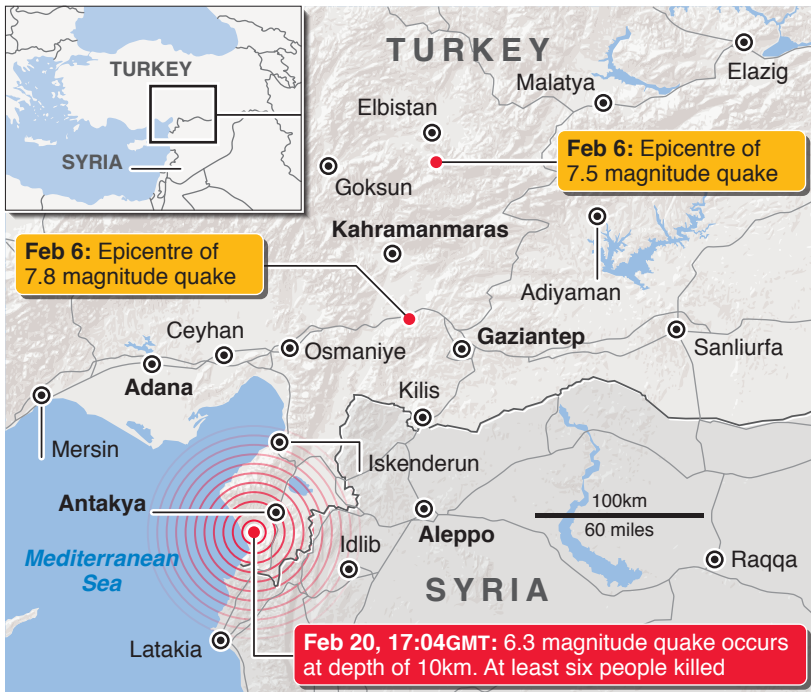 TURKEY
SYRIA
TURKEY
Elazig
Malatya
Elbistan
Feb 6: Epicentre of
7.5 magnitude quake
Goksun
Kahramanmaras
Feb 6: Epicentre of
7.8 magnitude quake
Adiyaman
Ceyhan
Osmaniye
Gaziantep
Sanliurfa
Adana
Kilis
Mersin
Iskenderun
Antakya
Aleppo
100km
60 miles
Mediterranean
Sea
Idlib
Raqqa
SYRIA
Latakia
Feb 20, 17:04GMT: 6.3 magnitude quake occurs
at depth of 10km. At least six people killed